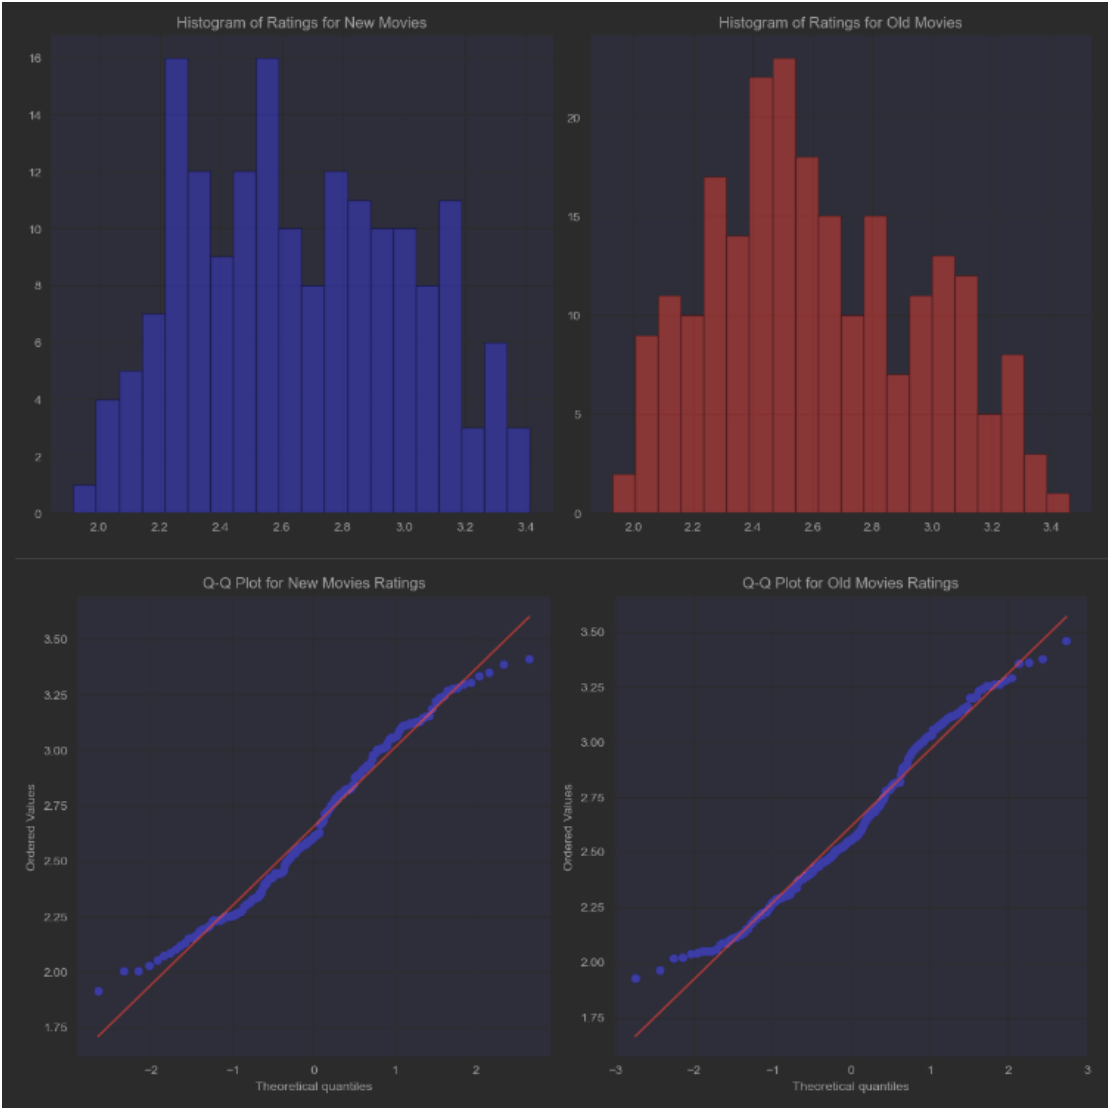 Histogram of Ratings for New Movies
16
14
12
10
8
6
4
2
0
2.0 2.2 2.4 2.6 2.8 3.0 3.2 3.4
Histogram of Ratings for Old Movies
20
15
10
5
0
2.0 2.2 2.4 2.6 2.8 3.0 3.2 3.4
Q-Q Plot for New Movies Ratings
Ordered Values
3.50
3.25
3.00
2.75
2.50
2.25
2.00
1.75
−2 −1 0 1 2
Theoretical quantiles
Q-Q Plot for Old Movies Ratings
Ordered Values
3.50
3.25
3.00
2.75
2.50
2.25
2.00
1.75
−3 −2 −1 0 1 2 3
Theoretical quantiles